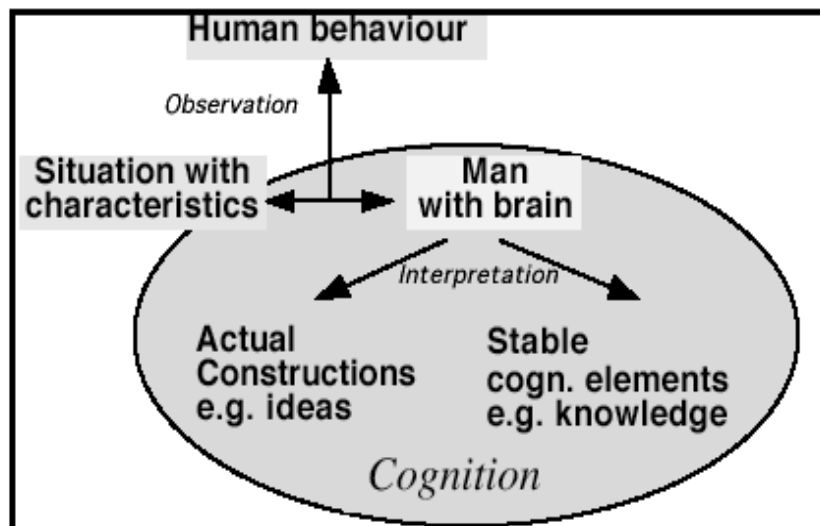 Human behaviour
Observation
Situation with
characteristics
Man
with brain
Interpretation
Actual
Constructions
e.g. ideas
Stable
cogn. elements
e.g. knowledge
Cognition